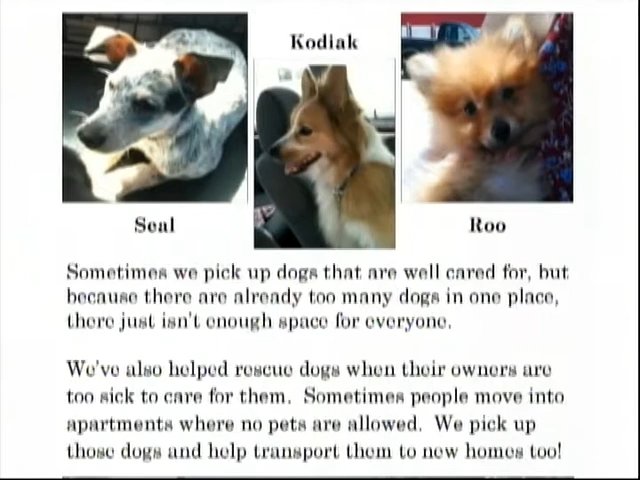 Kodiak
Seal
Roo
Sometimes we pick up dogs that are well cared for, but
because there are already too many dogs in one place,
there just isn't enough space for everyone.
We've also helped rescue dogs when their owners are
too sick to care for them. Sometimes people move into
apartments where no pets are allowed. We pick up
those dogs and help transport them to new homes too!